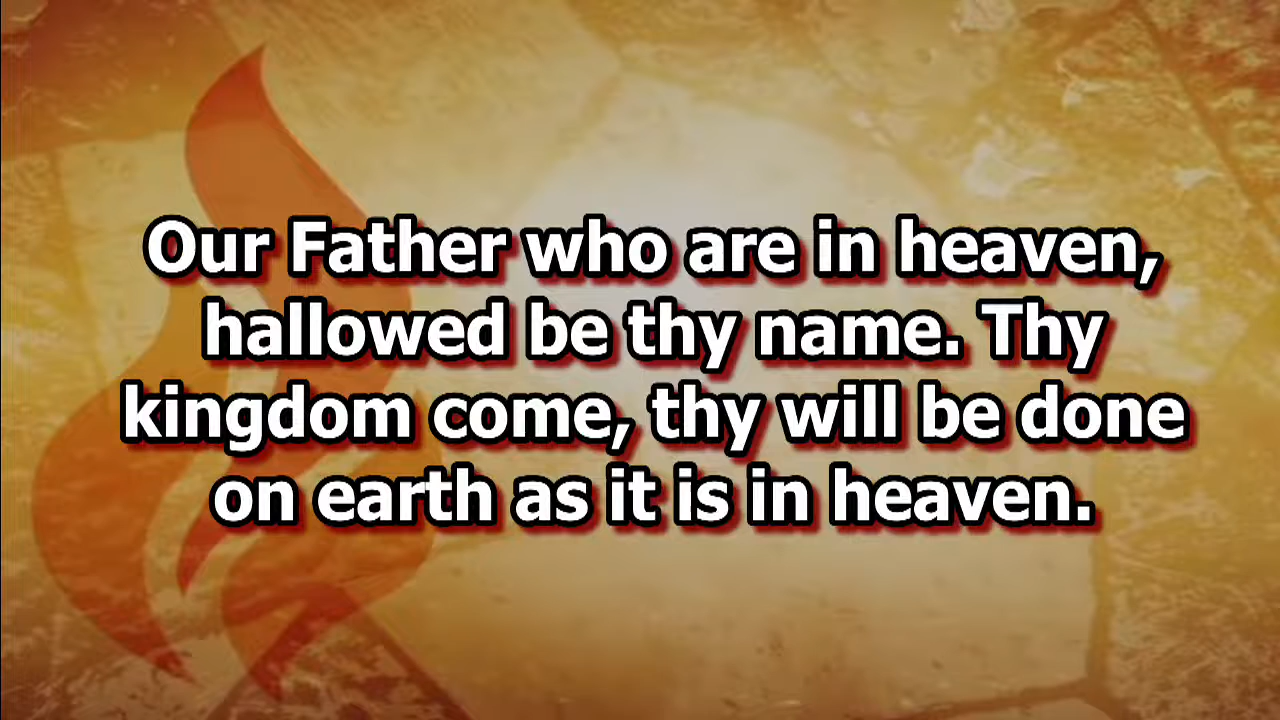 Our Father who are in heaven,
hallowed be thy name. Thy
kingdom come, thy will be done
on earth as it is in heaven.